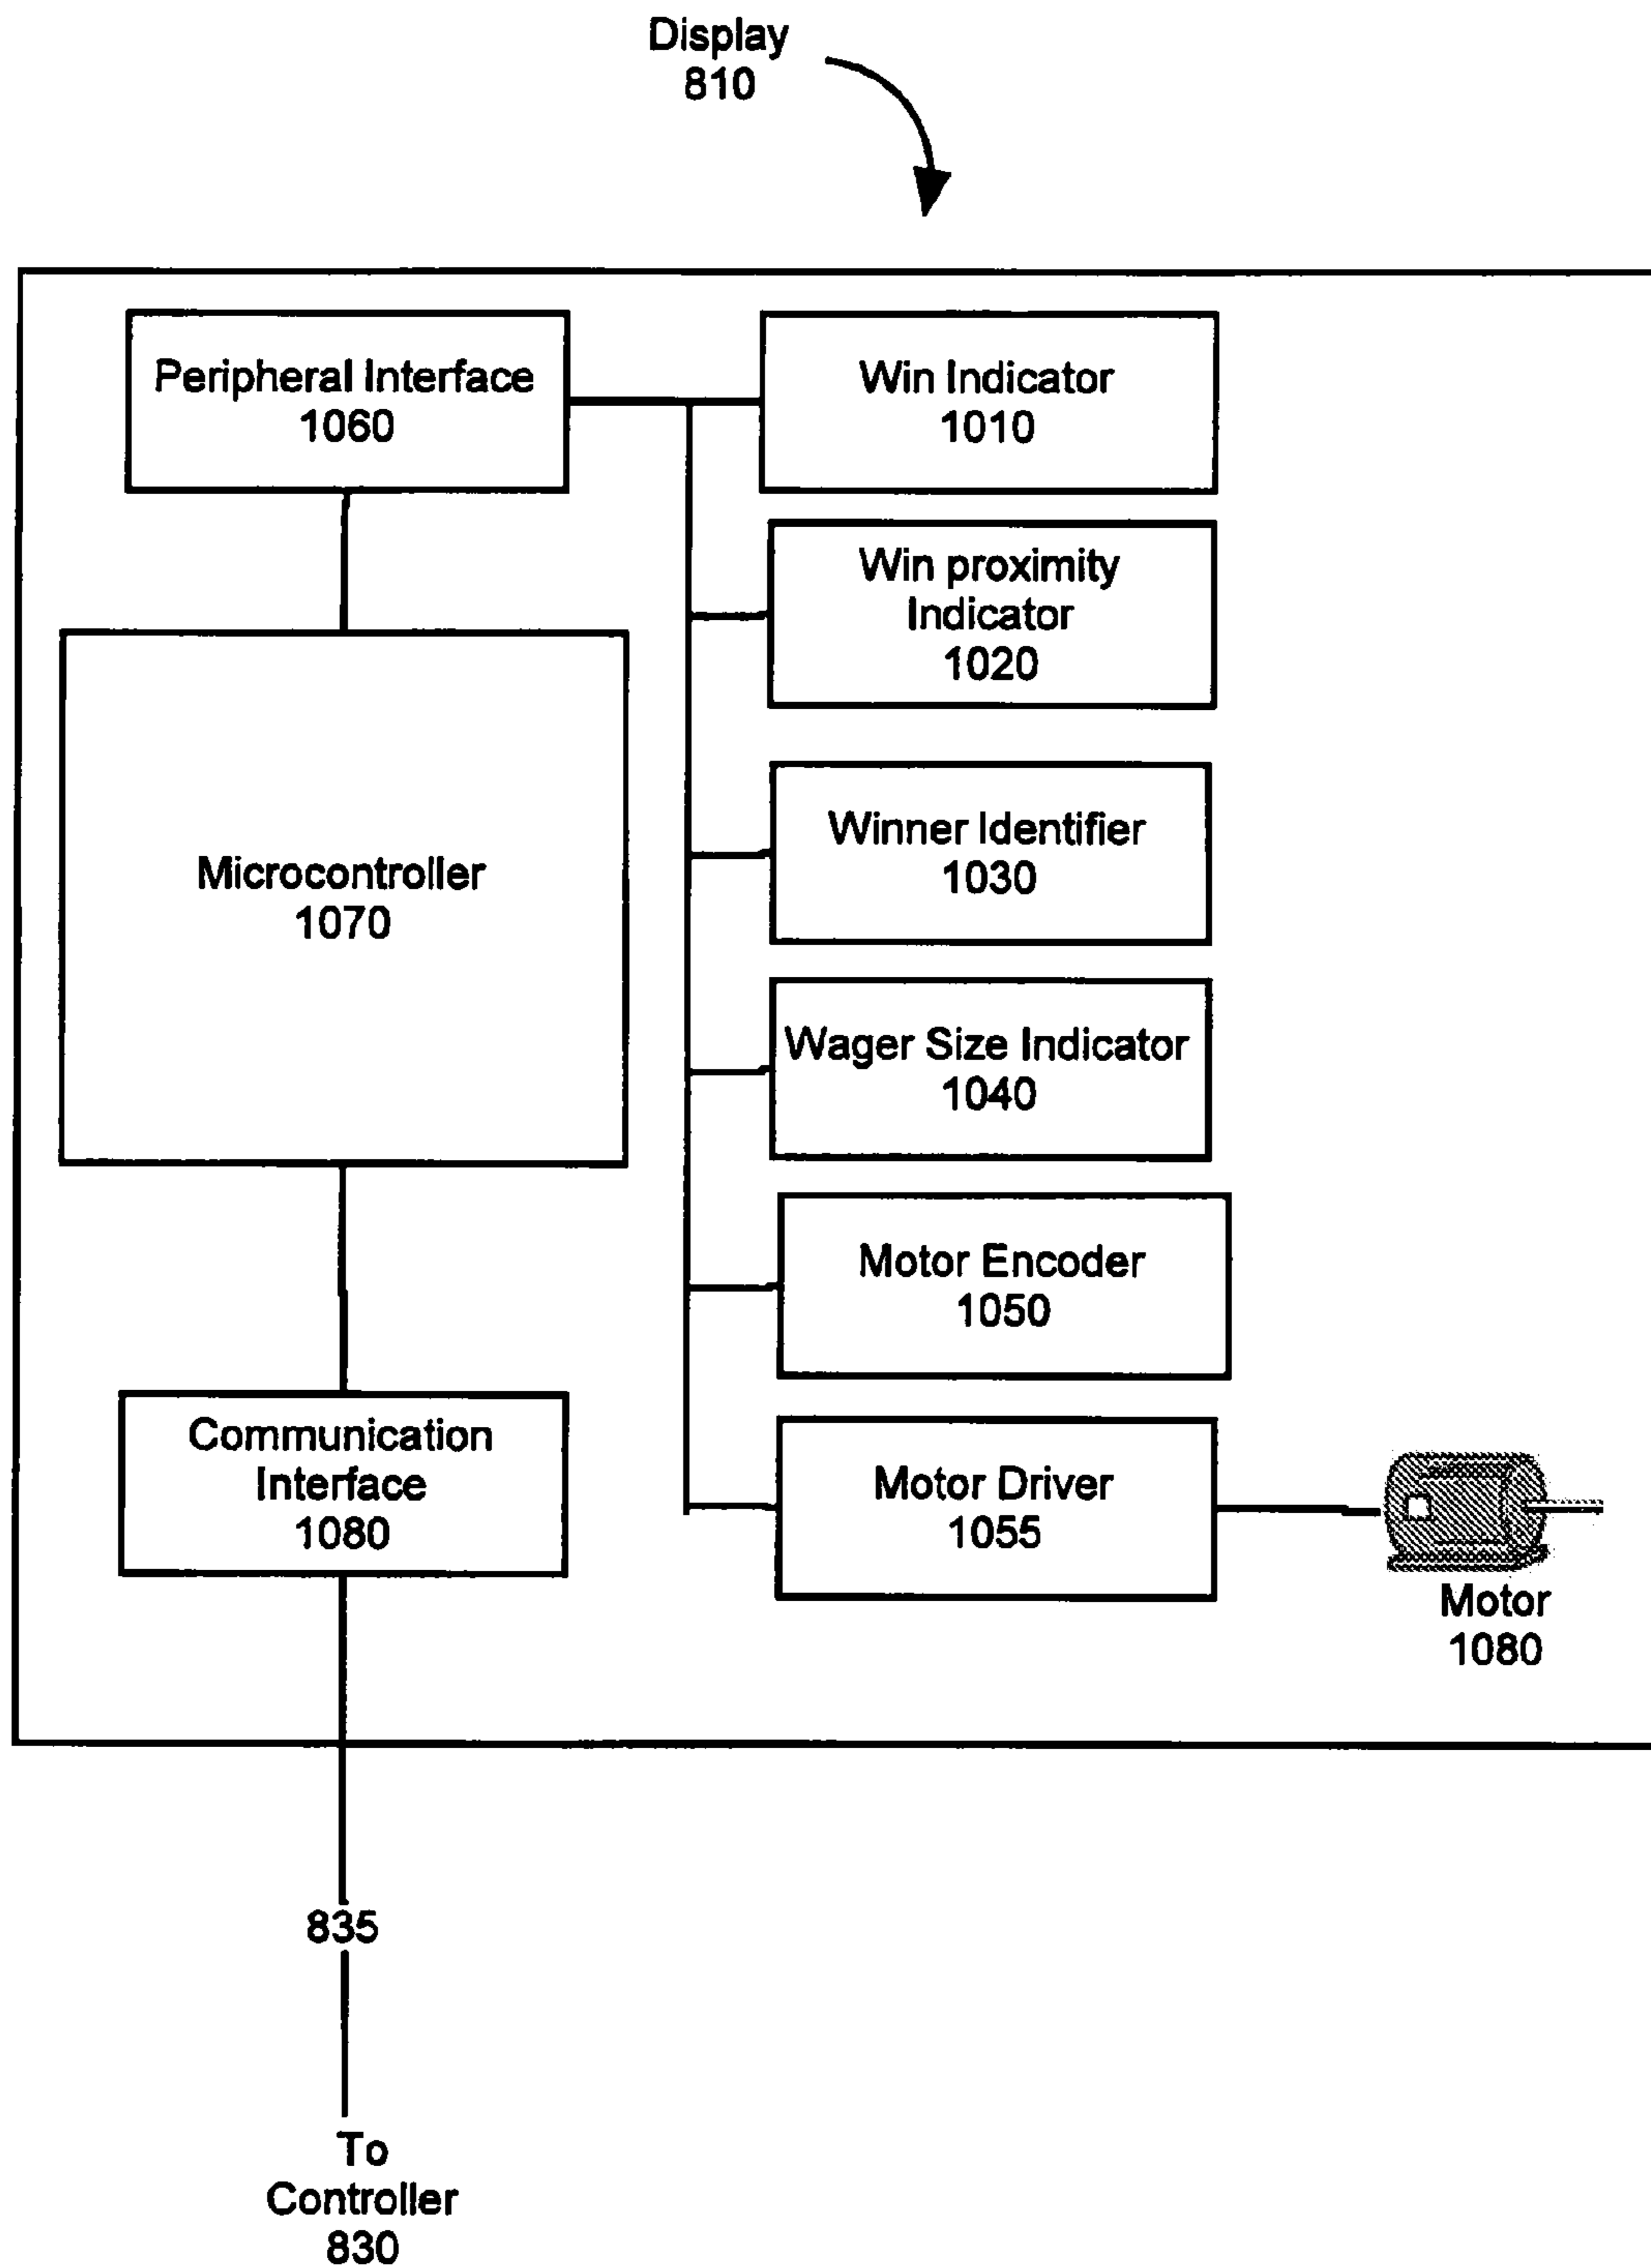 Display
810
Peripheral Interface
1060
Win Indicator
1010
Win proximity
Indicator
1020
Microcontroller
1070
Winner Identifier
1030
Wager Size Indicator
1040
Motor Encoder
1050
Communication
Interface
1080
Motor Driver
1055
Motor
1080
835
To
Controller
830